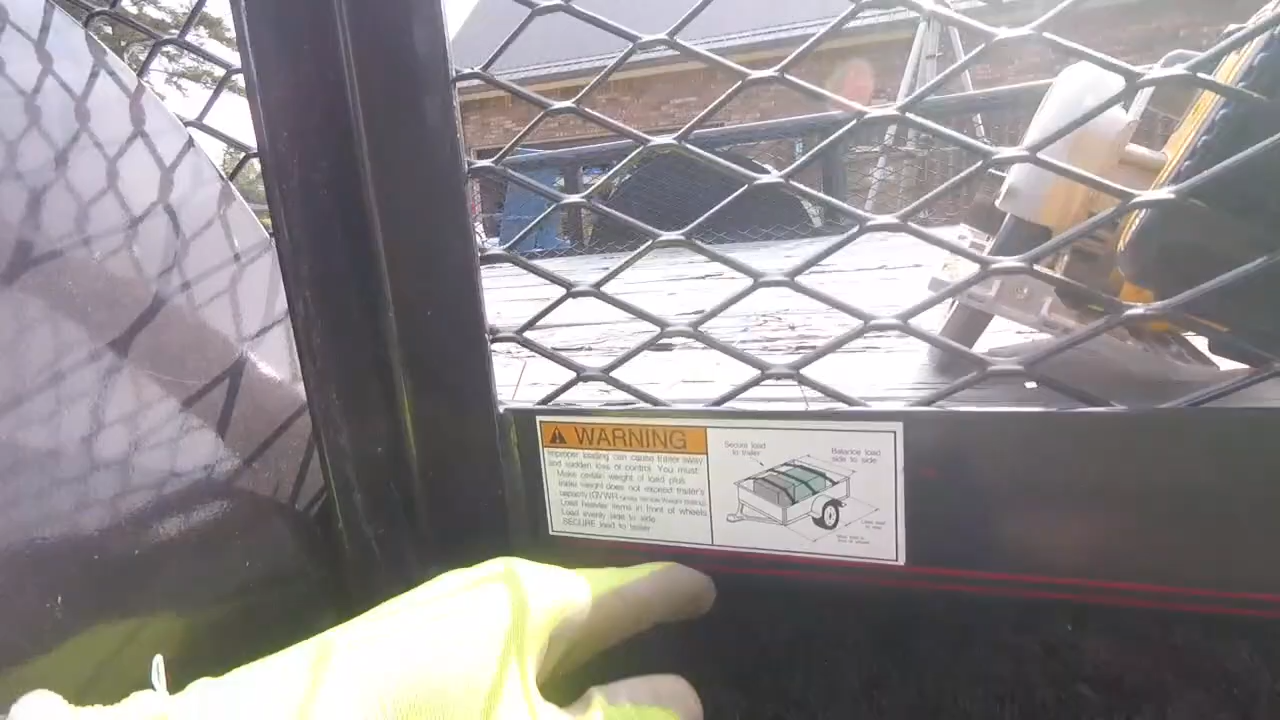 WARNING
Improper loading can cause trailer sway
and sudden loss of control. You must:
Make certain weight of load plus
trailer weight does not exceed trailer's
capacity (GVWR
Load heavier items in front of wheels
Load evenly side to side
SECURE load to trailer
Secure load
to trailer
Balance load
side to side